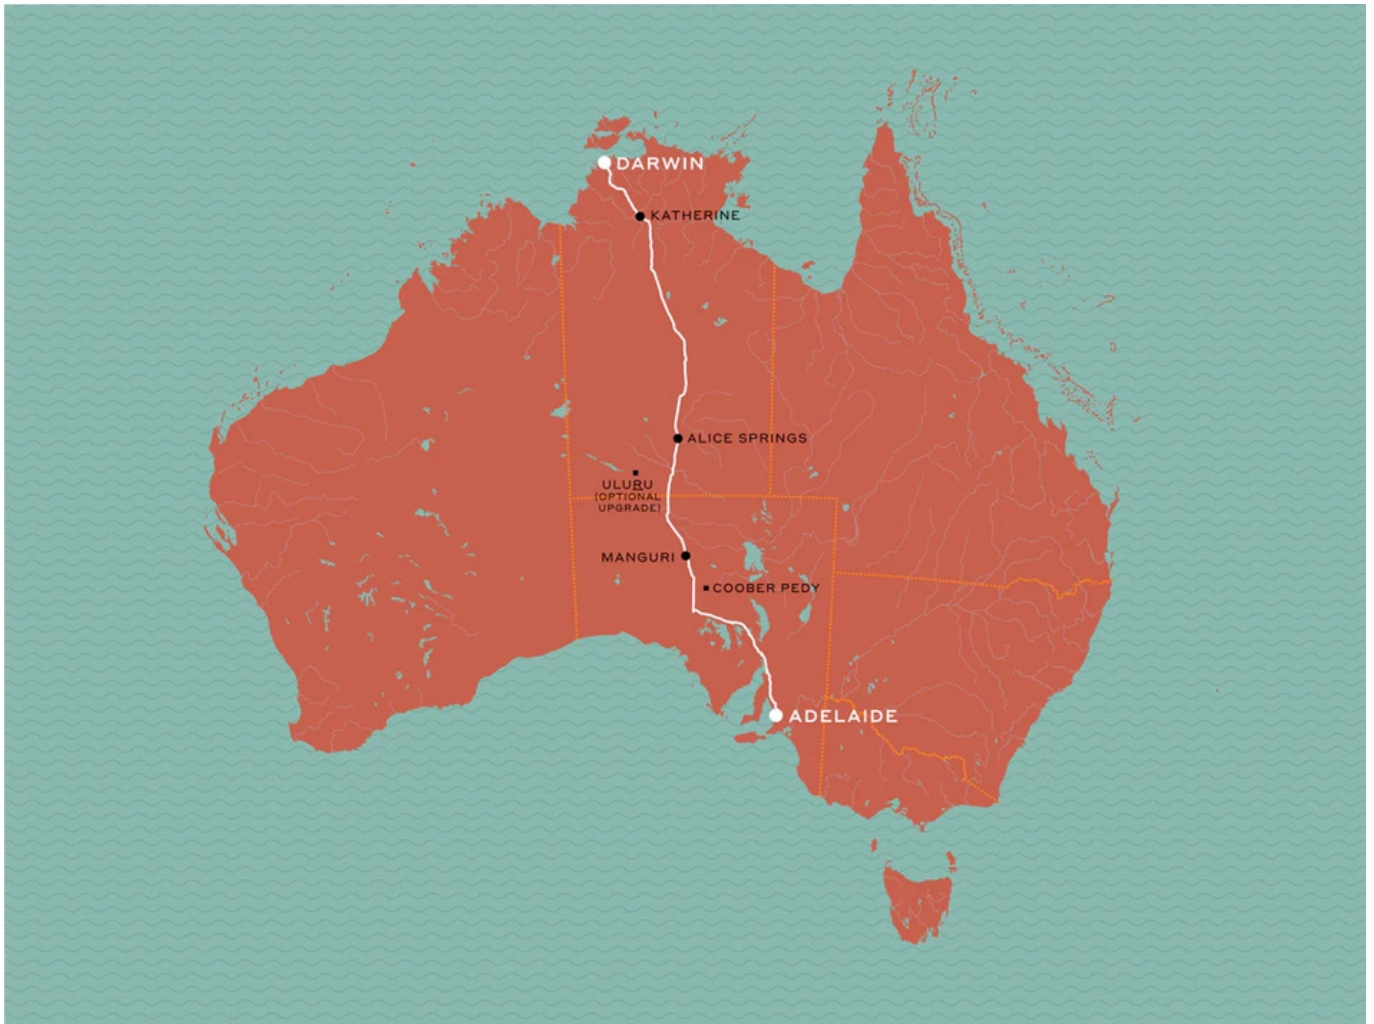 DARWIN
KATHERINE
ALICE SPRINGS
ULURU
(OPTIONAL
UPGRADE)
MANGURI
COOBER PEDY
ADELAIDE